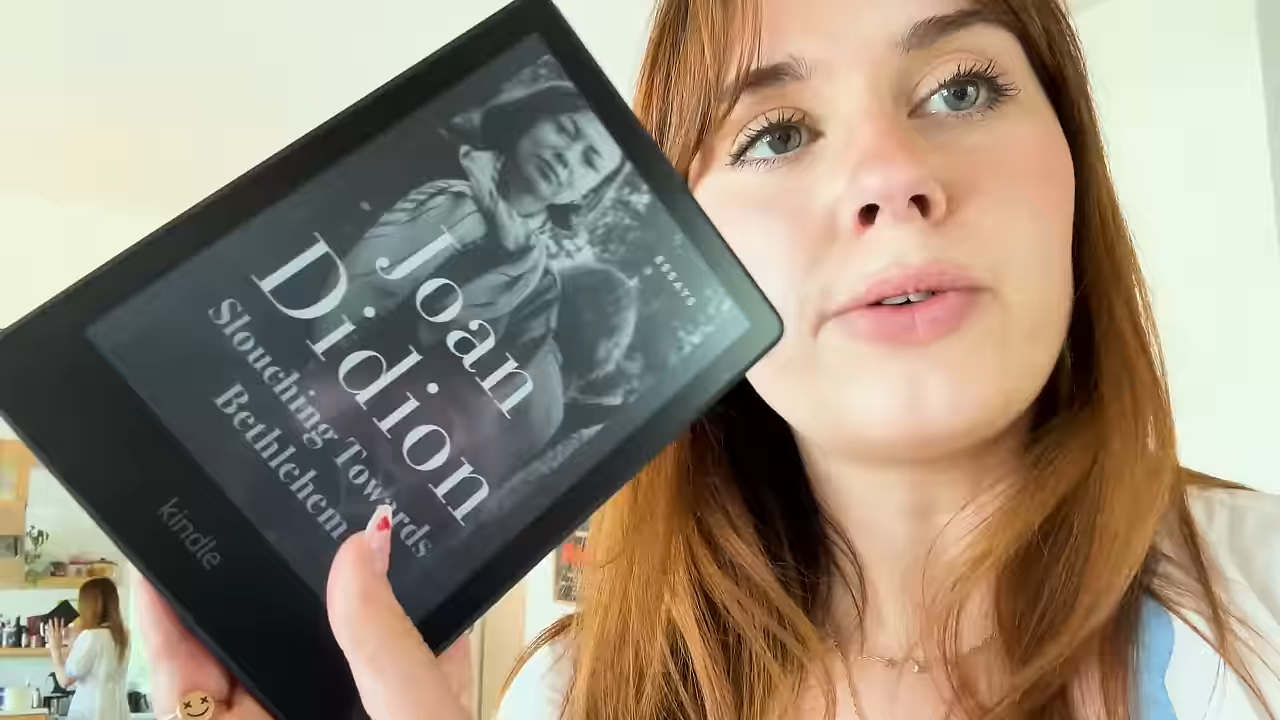 ESSAYS
Joan
Didion
Slouching Towards
Bethlehem
kindle